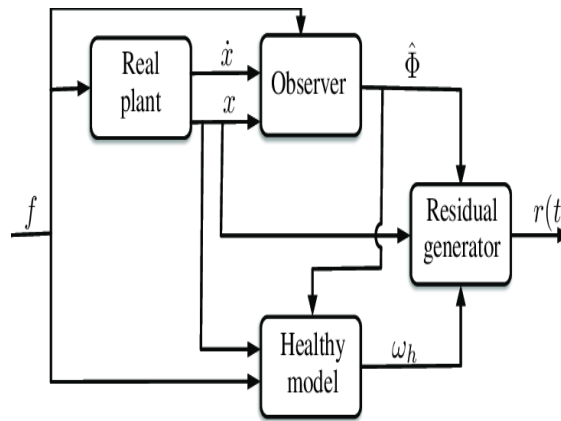 Real
plant
ẋ
x
Observer
Φ̂
f
Residual
generator
r(t
Healthy
model
ω_h